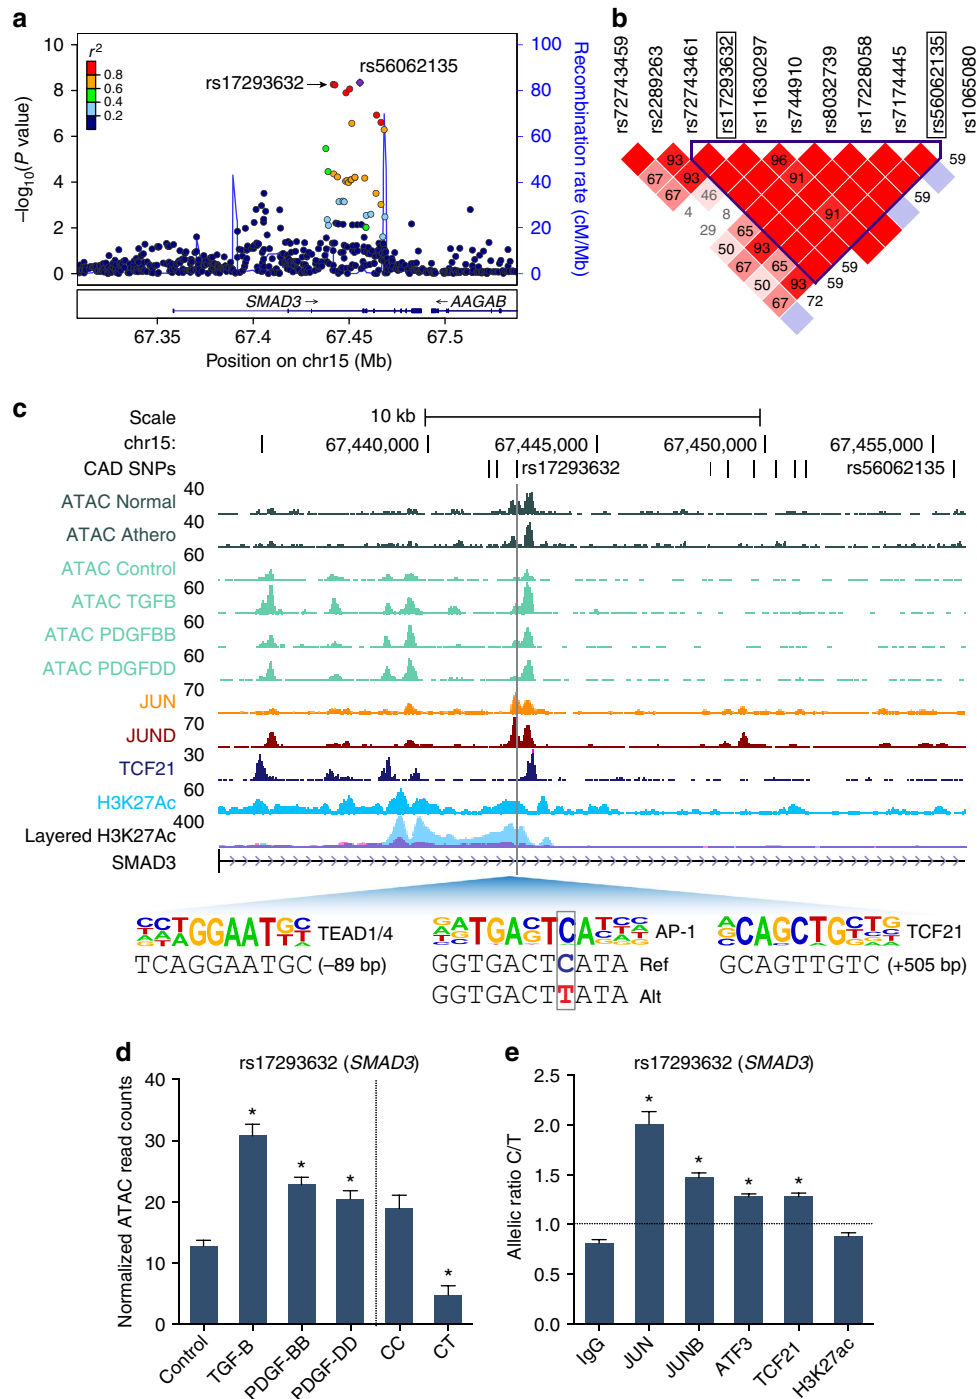 a
10
8
6
4
2
0
–log10(P value)
r2
0.8
0.6
0.4
0.2
rs17293632
rs56062135
100
80
60
40
20
0
Recombination rate (cM/Mb)
SMAD3
AAGAB
67.35
67.4
67.45
67.5
Position on chr15 (Mb)
b
rs72743459
rs2289263
rs72743461
rs17293632
rs11630297
rs744910
rs8032739
rs17228058
rs7174445
rs56062135
rs1065080
93
96
59
67
93
91
67
46
4
8
91
59
29
65
50
93
59
67
65
59
50
93
72
67
c
Scale
10 kb
chr15:
67,440,000
67,445,000
67,450,000
67,455,000
CAD SNPs
rs17293632
rs56062135
40
ATAC Normal
40
ATAC Athero
60
ATAC Control
60
ATAC TGFB
60
ATAC PDGFBB
60
ATAC PDGFDD
70
JUN
70
JUND
30
TCF21
60
H3K27Ac
400
Layered H3K27Ac
SMAD3
TEAD1/4
TCAGGAATGC (–89 bp)
AP-1
GGTGACTCATA Ref
GGTGACTTATA Alt
TCF21
GCAGTTGTC (+505 bp)
d
rs17293632 (SMAD3)
Normalized ATAC read counts
40
30
20
10
0
*
*
*
*
Control
TGF-B
PDGF-BB
PDGF-DD
CC
CT
e
rs17293632 (SMAD3)
Allelic ratio C/T
2.5
2.0
1.5
1.0
0.5
0.0
*
*
*
*
IgG
JUN
JUNB
ATF3
TCF21
H3K27ac